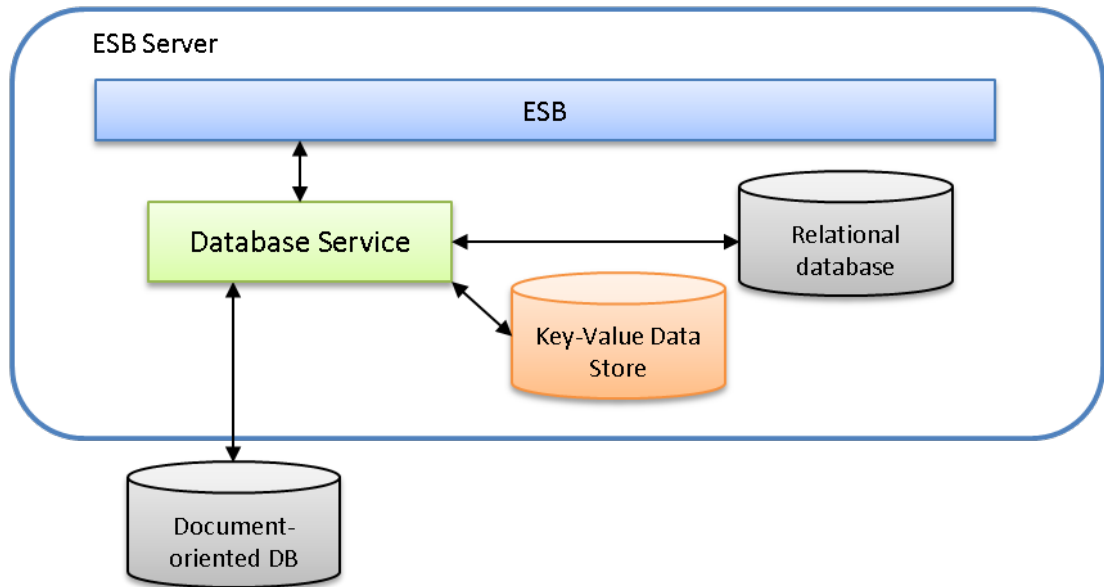 ESB Server
ESB
Database Service
Relational
database
Key-Value Data
Store
Document-
oriented DB